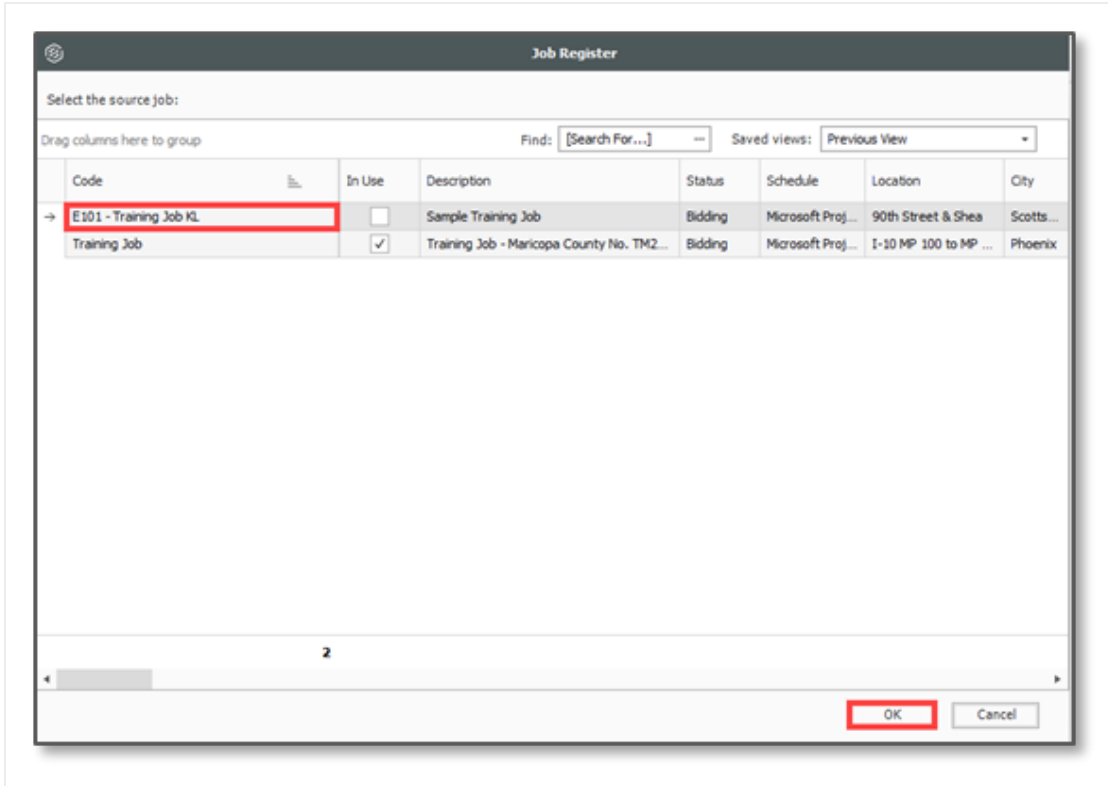 Job Register
Select the source job:
Drag columns here to group Find: [Search For...] ... Saved views: Previous View
Code In Use Description Status Schedule Location City
E101 - Training Job KL Sample Training Job Bidding Microsoft Proj... 90th Street & Shea Scotts...
Training Job Training Job - Maricopa County No. TM2... Bidding Microsoft Proj... I-10 MP 100 to MP ... Phoenix
2
OK Cancel